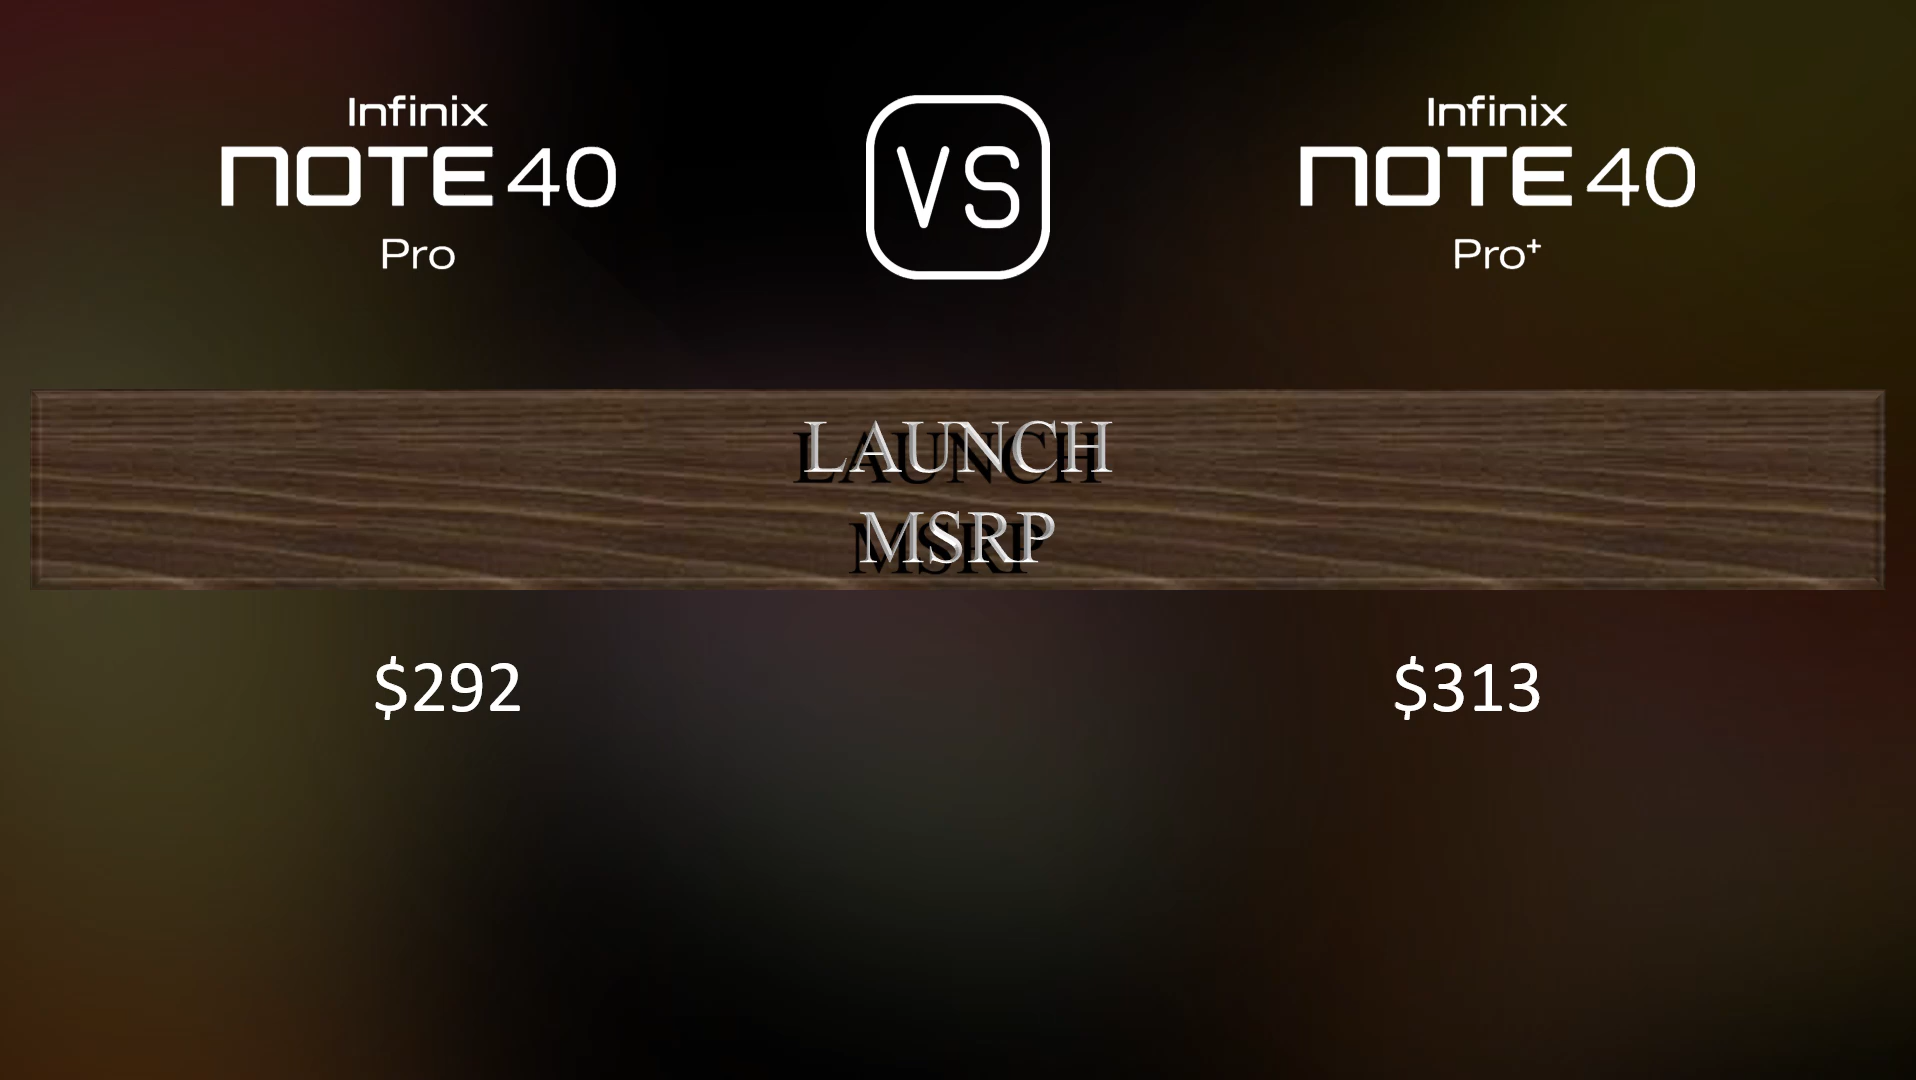 Infinix
NOTE 40
Pro
VS
Infinix
NOTE 40
Pro+
LAUNCH
MSRP
$292
$313